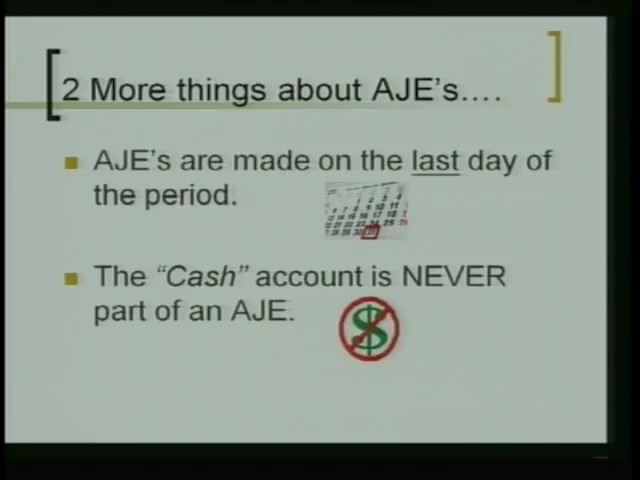 2 More things about AJE's....
AJE's are made on the last day of
the period.
The “Cash” account is NEVER
part of an AJE.
$